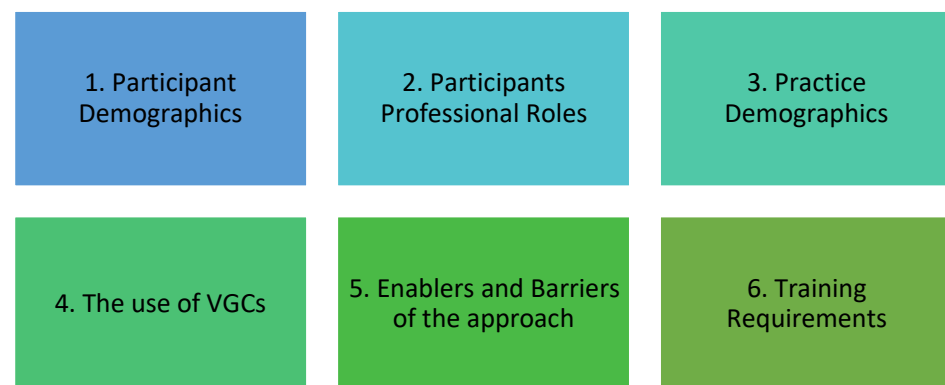 1. Participant
Demographics
2. Participants
Professional Roles
3. Practice
Demographics
4. The use of VGCs
5. Enablers and Barriers
of the approach
6. Training
Requirements